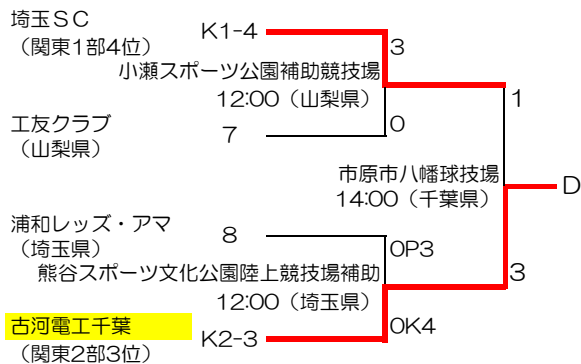 埼玉ＳＣ
（関東1部4位）
K1-4
3
小瀬スポーツ公園補助競技場
12:00（山梨県）
1
工友クラブ
（山梨県）
7
0
市原市八幡球技場
14:00（千葉県）
D
浦和レッズ・アマ
（埼玉県）
8
0P3
熊谷スポーツ文化公園陸上競技場補助
12:00（埼玉県）
3
古河電工千葉
（関東2部3位）
K2-3
0K4